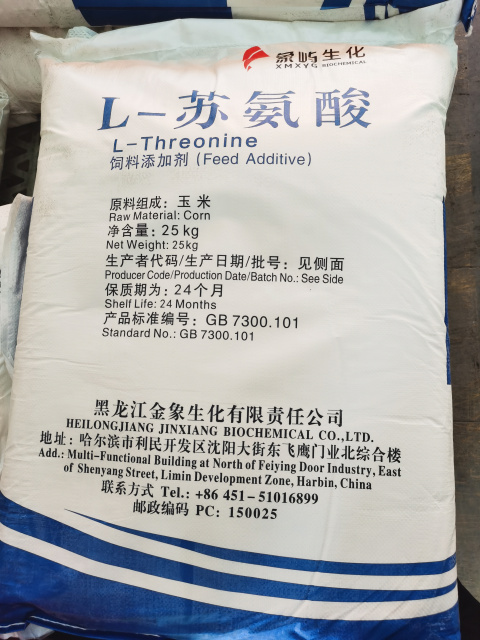 象屿生化
XMXYG BIOCHEMICAL
L-苏氨酸
L-Threonine
饲料添加剂 (Feed Additive)
原料组成: 玉米
Raw Material: Corn
净含量: 25kg
Net Weight: 25kg
生产者代码/生产日期/批号: 见侧面
Producer Code/Production Date/Batch No.: See Side
保质期为: 24个月
Shelf Life: 24 Months
产品标准编号: GB 7300.101
Standard No.: GB 7300.101
黑龙江金象生化有限责任公司
HEILONGJIANG JINXIANG BIOCHEMICAL CO.,LTD.
地址: 哈尔滨市利民开发区沈阳大街东飞鹰门业北综合楼
Add.: Multi-Functional Building at North of Feiying Door Industry, East
of Shenyang Street, Limin Development Zone, Harbin, China
联系方式 Tel.: +86 451-51016899
邮政编码 PC: 150025